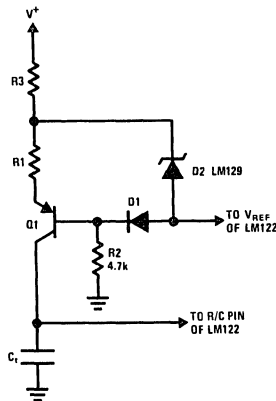 V+
R3
R1
D2 LM129
D1
Q1
TO VREF
OF LM122
R2
4.7k
TO R/C PIN
OF LM122
Ct